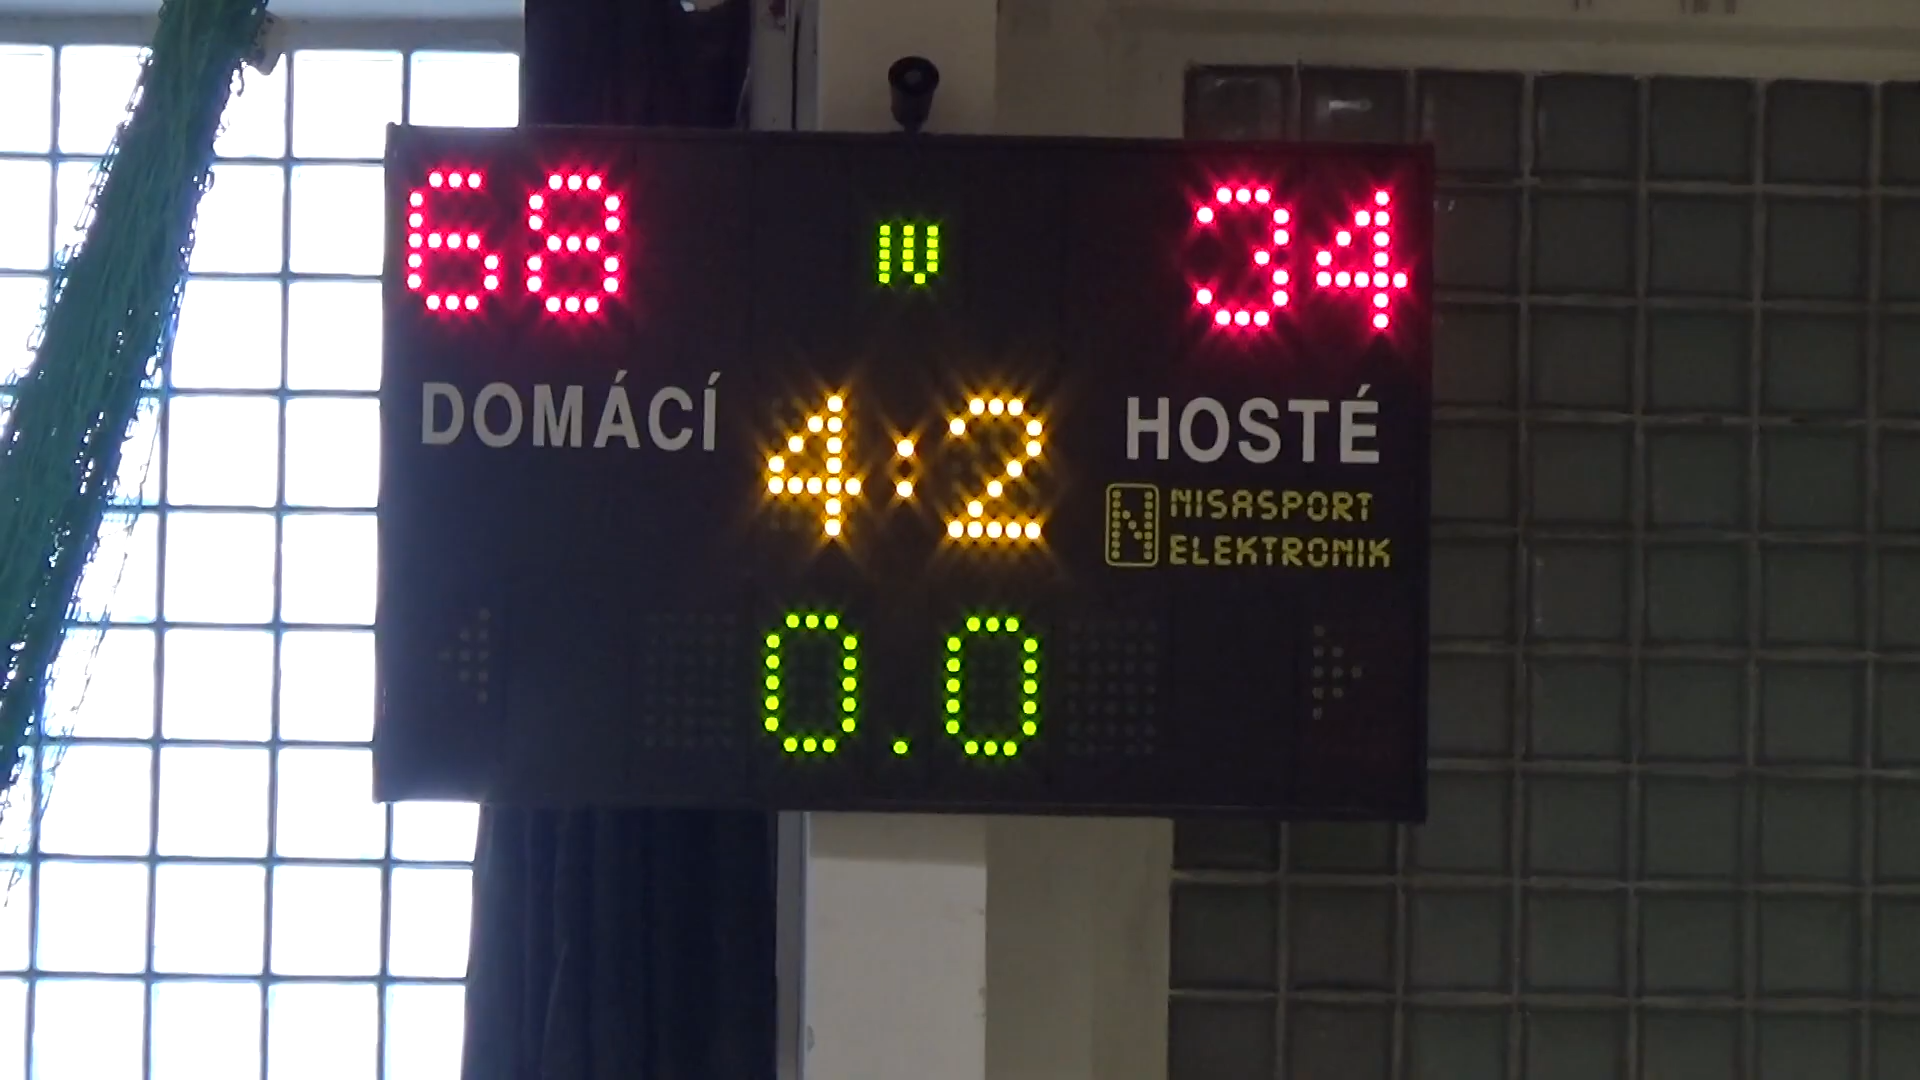 68 IV 34
DOMÁCÍ 4:2 HOSTÉ
N NISASPORT
ELEKTRONIK
0.0